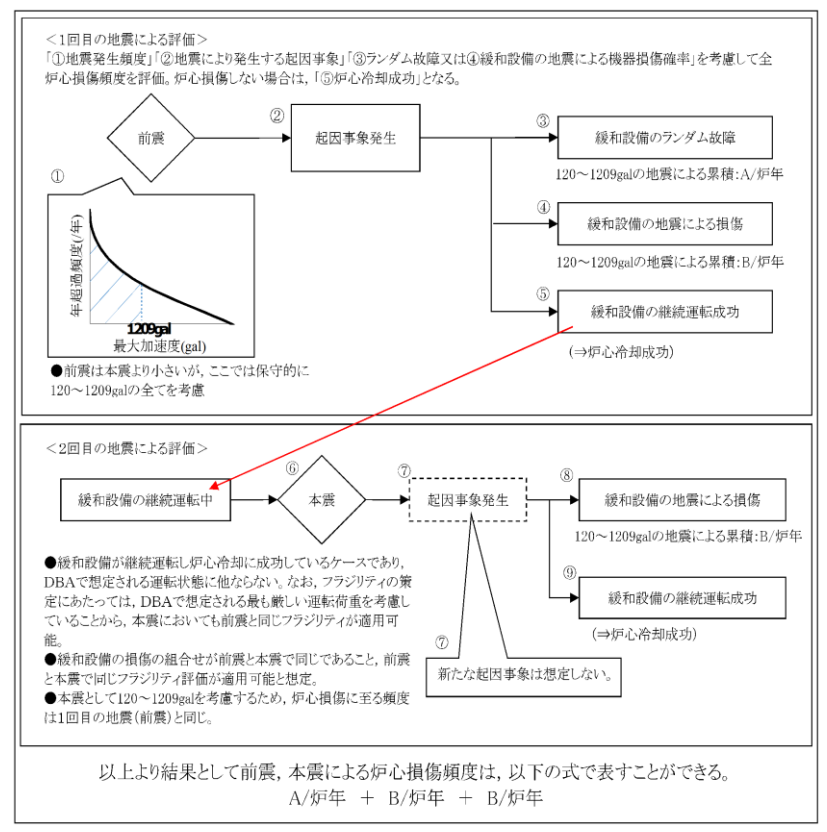 ＜1回目の地震による評価＞
「①地震発生頻度」「②地震により発生する起因事象」「③ランダム故障又は④緩和設備の地震による機器損傷確率」を考慮して全
炉心損傷頻度を評価。炉心損傷しない場合は，「⑤炉心冷却成功」となる。
前震
②
起因事象発生
③
緩和設備のランダム故障
120～1209galの地震による累積：A/炉年
①
年超過頻度(/年)
1209gal
最大加速度(gal)
④
緩和設備の地震による損傷
120～1209galの地震による累積：B/炉年
⑤
緩和設備の継続運転成功
(⇒炉心冷却成功)
●前震は本震より小さいが，ここでは保守的に
120～1209galの全てを考慮
＜2回目の地震による評価＞
緩和設備の継続運転中
⑥
本震
⑦
起因事象発生
⑧
緩和設備の地震による損傷
120～1209galの地震による累積：B/炉年
⑨
緩和設備の継続運転成功
(⇒炉心冷却成功)
⑦
新たな起因事象は想定しない。
●緩和設備が継続運転し炉心冷却に成功しているケースであり，
DBAで想定される運転状態に他ならない。なお，フラジリティの策
定にあたっては，DBAで想定される最も厳しい運転荷重を考慮し
ていることから，本震においても前震と同じフラジリティが適用可
能。
●緩和設備の損傷の組合せが前震と本震で同じであること，前震
と本震で同じフラジリティ評価が適用可能と想定。
●本震として120～1209galを考慮するため，炉心損傷に至る頻度
は1回目の地震（前震）と同じ。
以上より結果として前震，本震による炉心損傷頻度は，以下の式で表すことができる。
A/炉年 ＋ B/炉年 ＋ B/炉年